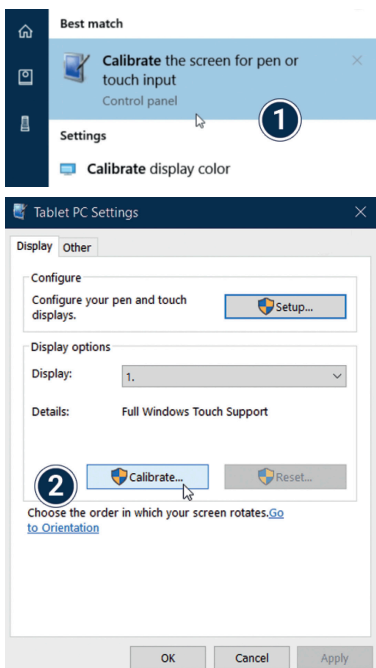 Best match
Calibrate the screen for pen or
touch input
Control panel
1
Settings
Calibrate display color
Tablet PC Settings
Display Other
Configure
Configure your pen and touch
displays.
Setup...
Display options
Display: 1.
Details: Full Windows Touch Support
2
Calibrate... Reset...
Choose the order in which your screen rotates.Go
to Orientation
OK Cancel Apply